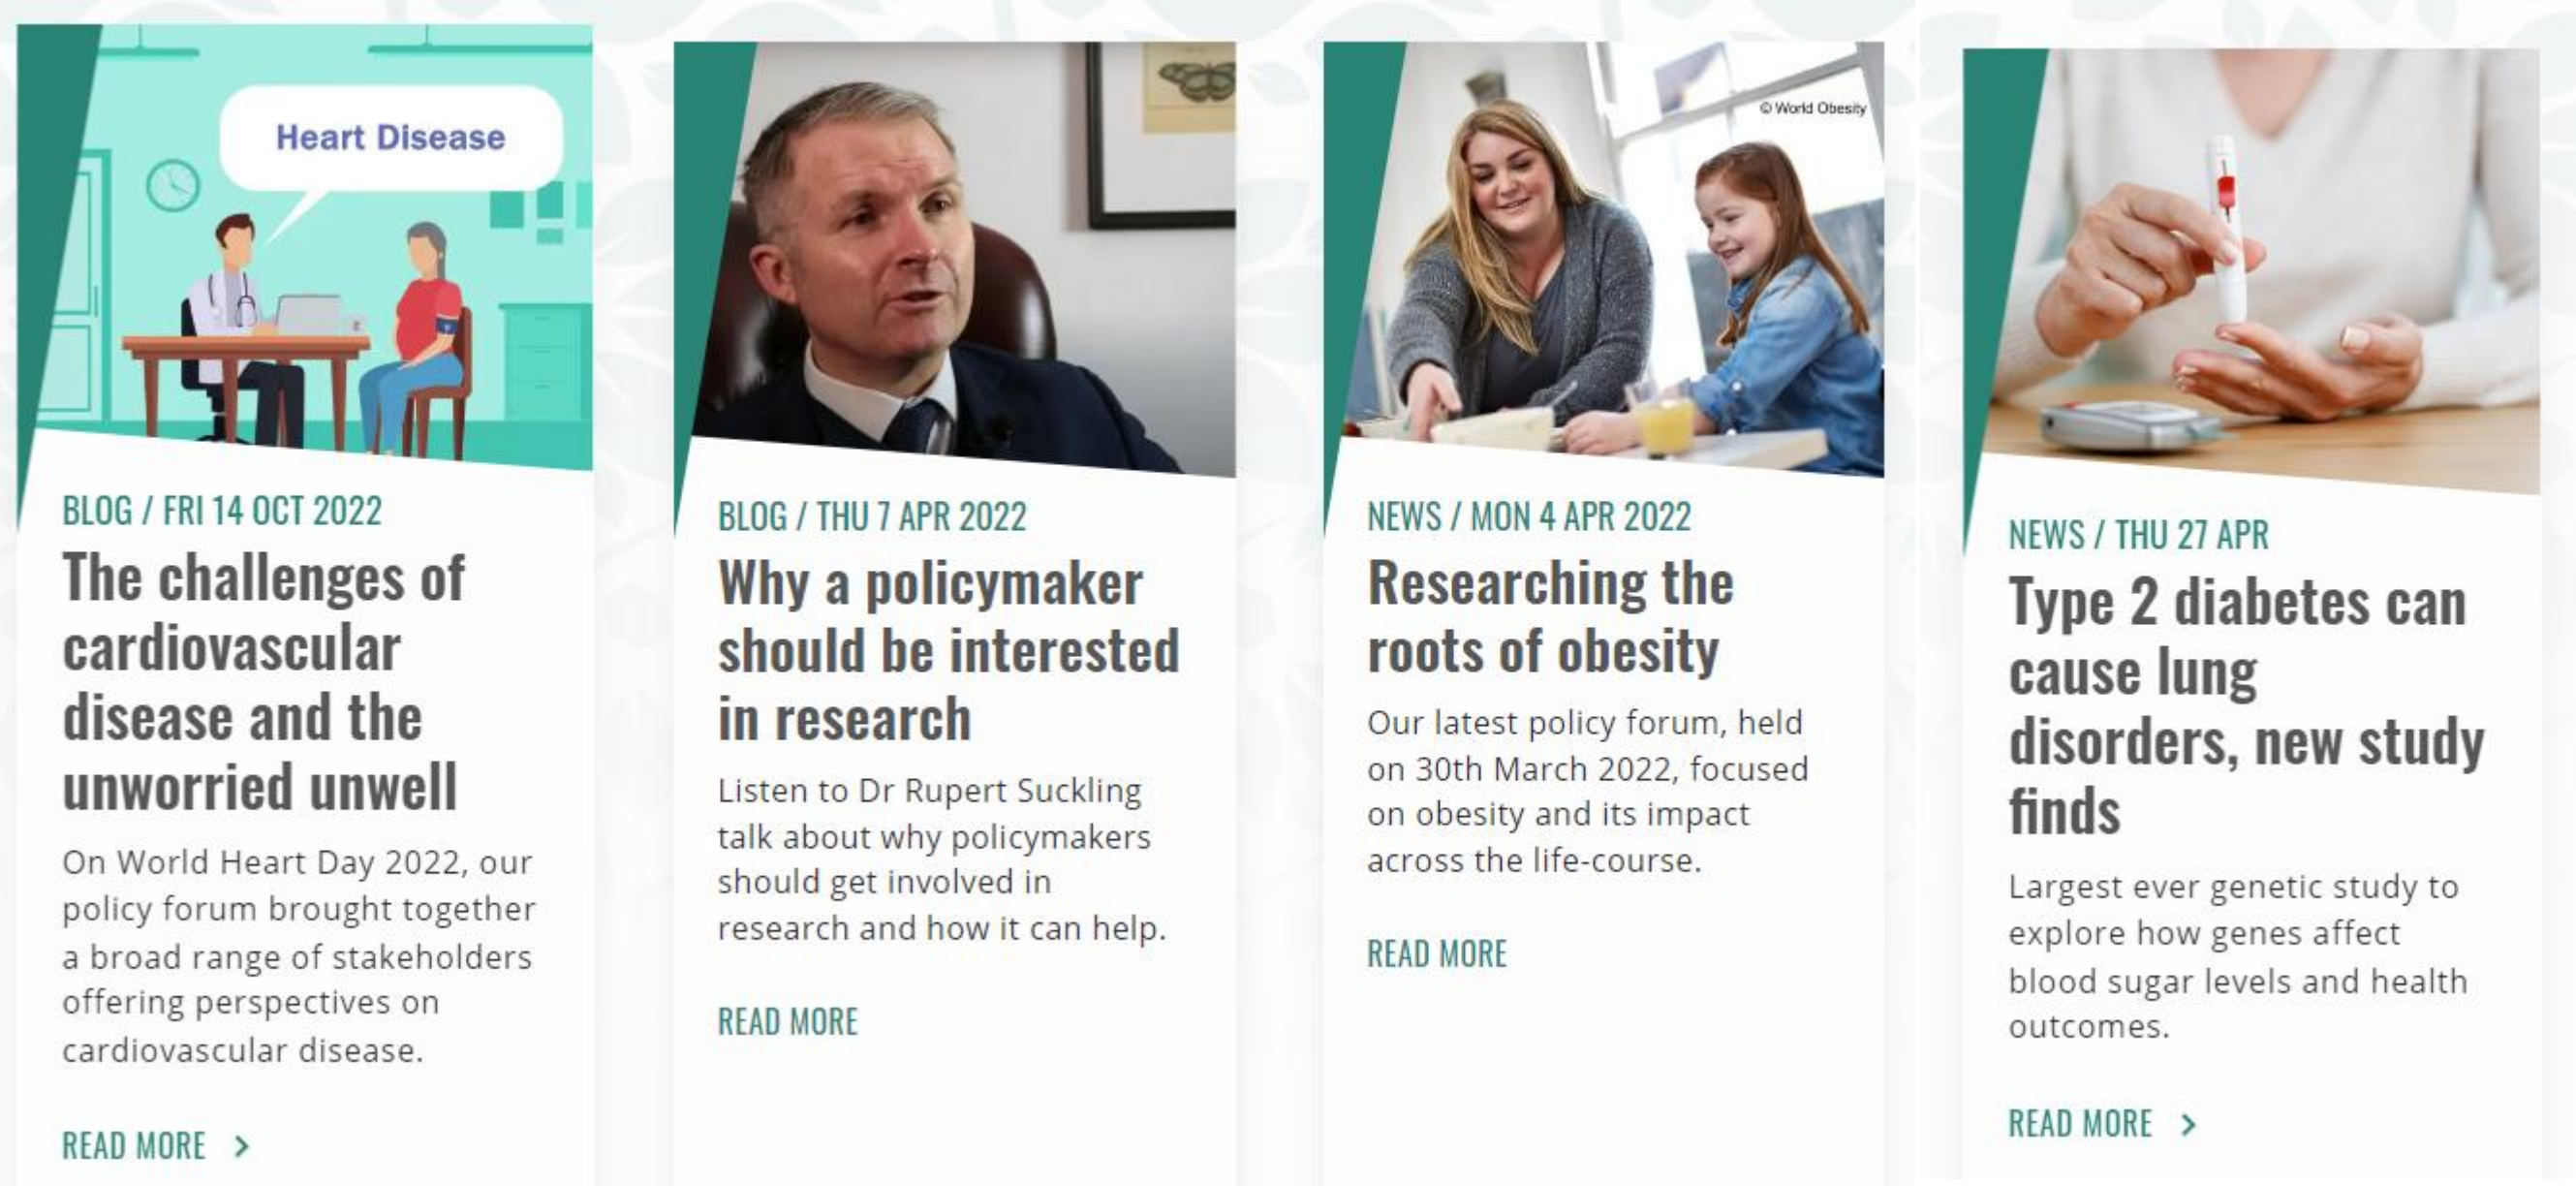 Heart Disease
BLOG / FRI 14 OCT 2022
The challenges of
cardiovascular
disease and the
unworried unwell
On World Heart Day 2022, our
policy forum brought together
a broad range of stakeholders
offering perspectives on
cardiovascular disease.
READ MORE >
BLOG / THU 7 APR 2022
Why a policymaker
should be interested
in research
Listen to Dr Rupert Suckling
talk about why policymakers
should get involved in
research and how it can help.
READ MORE
© World Obesity
NEWS / MON 4 APR 2022
Researching the
roots of obesity
Our latest policy forum, held
on 30th March 2022, focused
on obesity and its impact
across the life-course.
READ MORE
NEWS / THU 27 APR
Type 2 diabetes can
cause lung
disorders, new study
finds
Largest ever genetic study to
explore how genes affect
blood sugar levels and health
outcomes.
READ MORE >